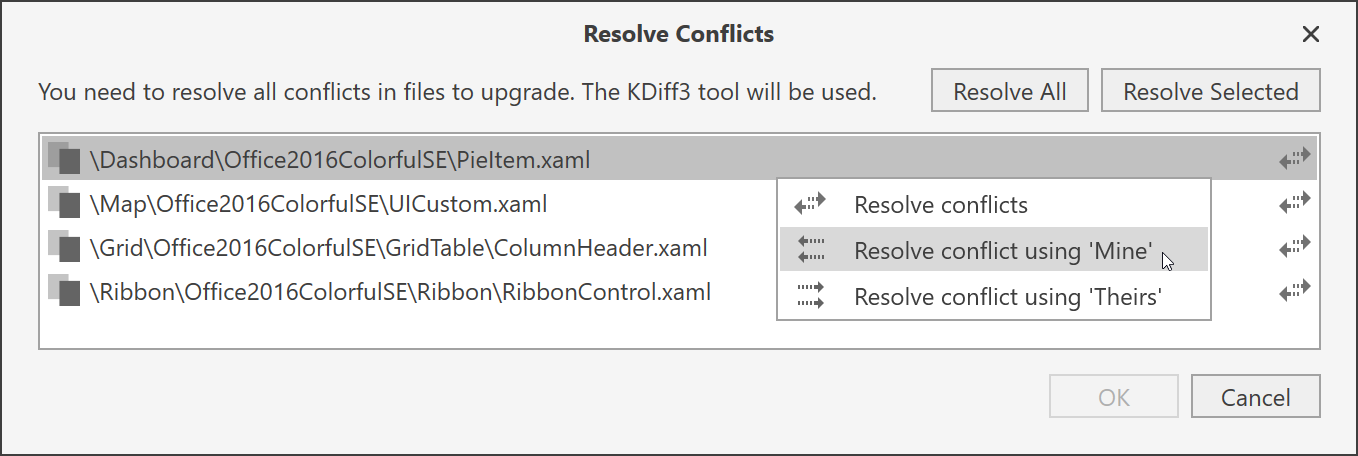 Resolve Conflicts
You need to resolve all conflicts in files to upgrade. The KDiff3 tool will be used.
Resolve All
Resolve Selected
\Dashboard\Office2016ColorfulSE\PieItem.xaml
\Map\Office2016ColorfulSE\UICustom.xaml
\Grid\Office2016ColorfulSE\GridTable\ColumnHeader.xaml
\Ribbon\Office2016ColorfulSE\Ribbon\RibbonControl.xaml
Resolve conflicts
Resolve conflict using 'Mine'
Resolve conflict using 'Theirs'
OK
Cancel